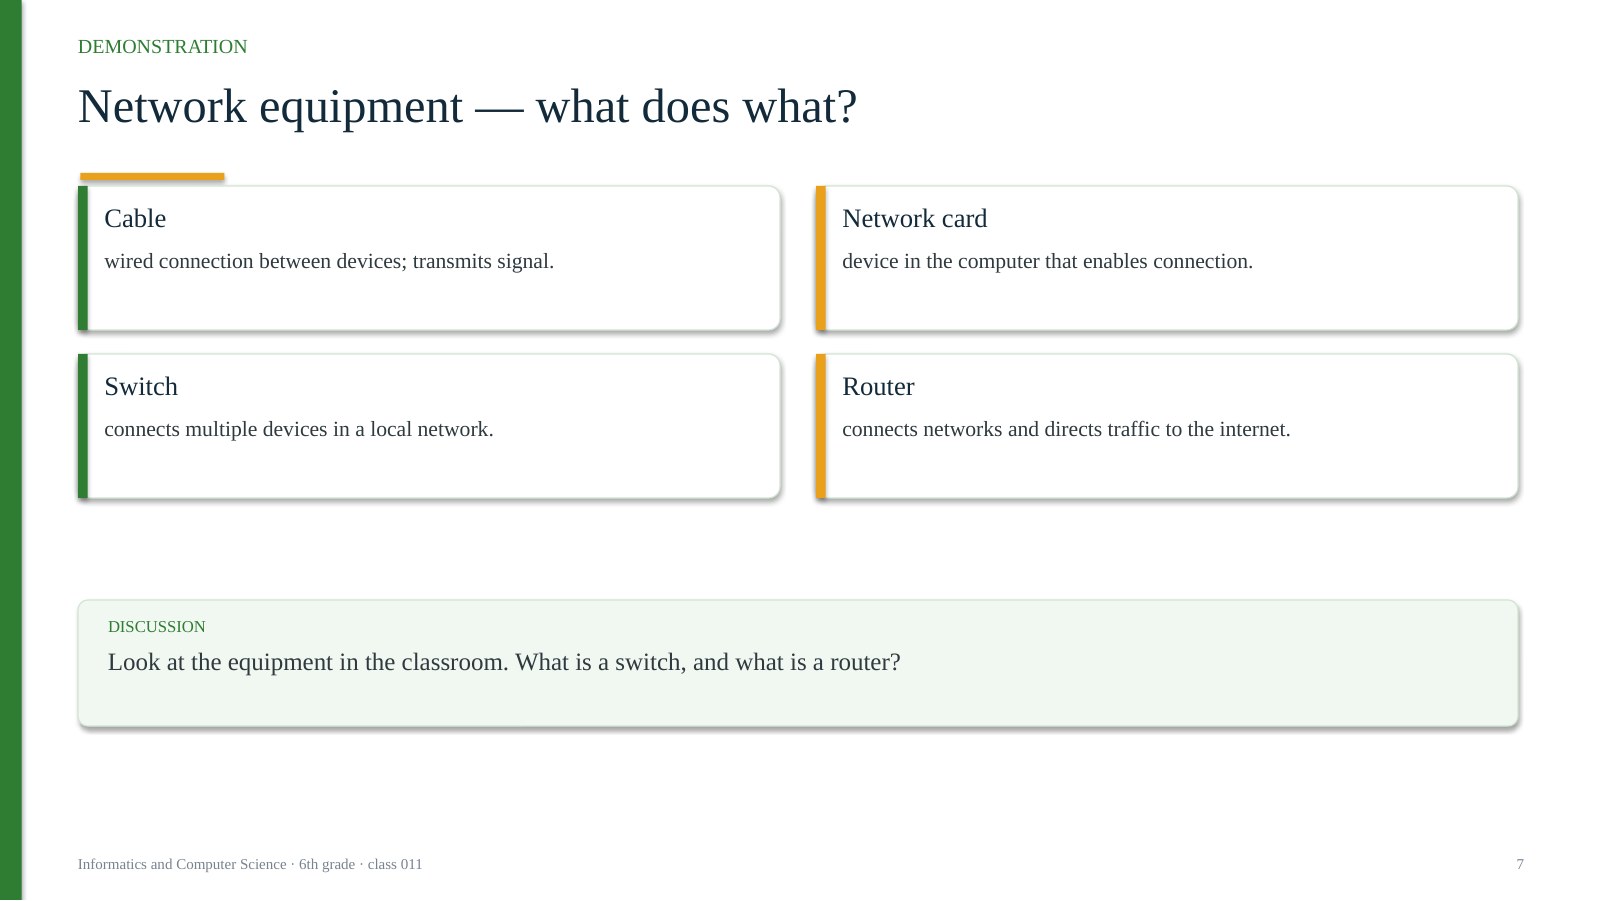 DEMONSTRATION
Network equipment — what does what?
Cable
wired connection between devices; transmits signal.
Network card
device in the computer that enables connection.
Switch
connects multiple devices in a local network.
Router
connects networks and directs traffic to the internet.
DISCUSSION
Look at the equipment in the classroom. What is a switch, and what is a router?
Informatics and Computer Science · 6th grade · class 011
7